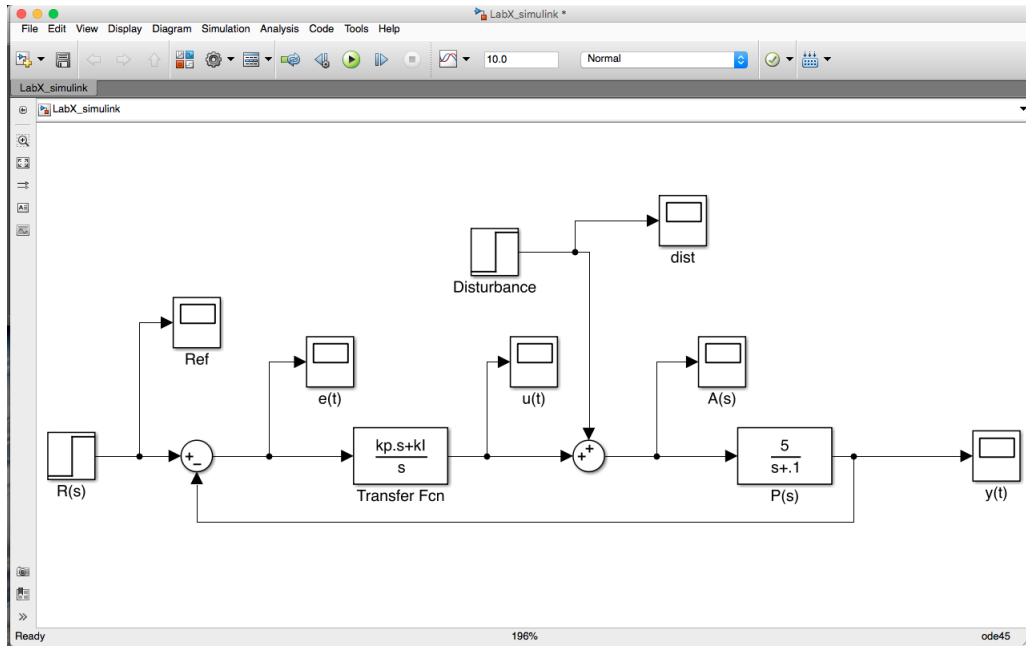 LabX_simulink *
File Edit View Display Diagram Simulation Analysis Code Tools Help
10.0
Normal
LabX_simulink
LabX_simulink
dist
Disturbance
Ref
e(t)
u(t)
A(s)
R(s)
+
−
kp.s+kI
s
Transfer Fcn
+
+
5
s+.1
P(s)
y(t)
Ready
196%
ode45